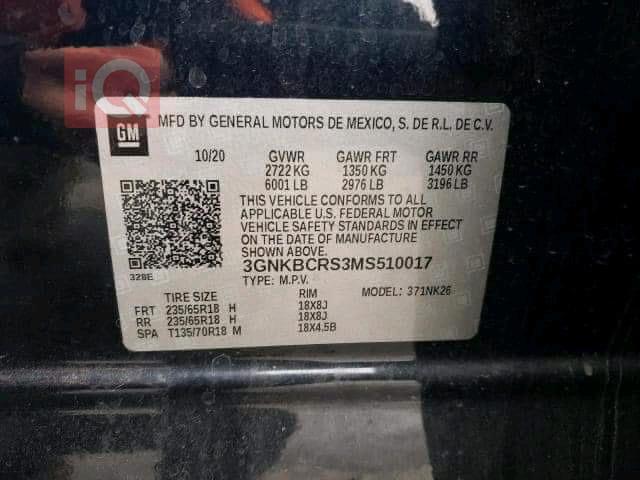 iQ
GM
MFD BY GENERAL MOTORS DE MEXICO, S. DE R.L. DE C.V.
10/20 GVWR GAWR FRT GAWR RR
2722 KG 1350 KG 1450 KG
6001 LB 2976 LB 3196 LB
THIS VEHICLE CONFORMS TO ALL
APPLICABLE U.S. FEDERAL MOTOR
VEHICLE SAFETY STANDARDS IN EFFECT
ON THE DATE OF MANUFACTURE
SHOWN ABOVE.
3GNKBCRS3MS510017
328E
TYPE: M.P.V.
TIRE SIZE RIM MODEL: 371NK26
FRT 235/65R18 H 18X8J
RR 235/65R18 H 18X8J
SPA T135/70R18 M 18X4.5B